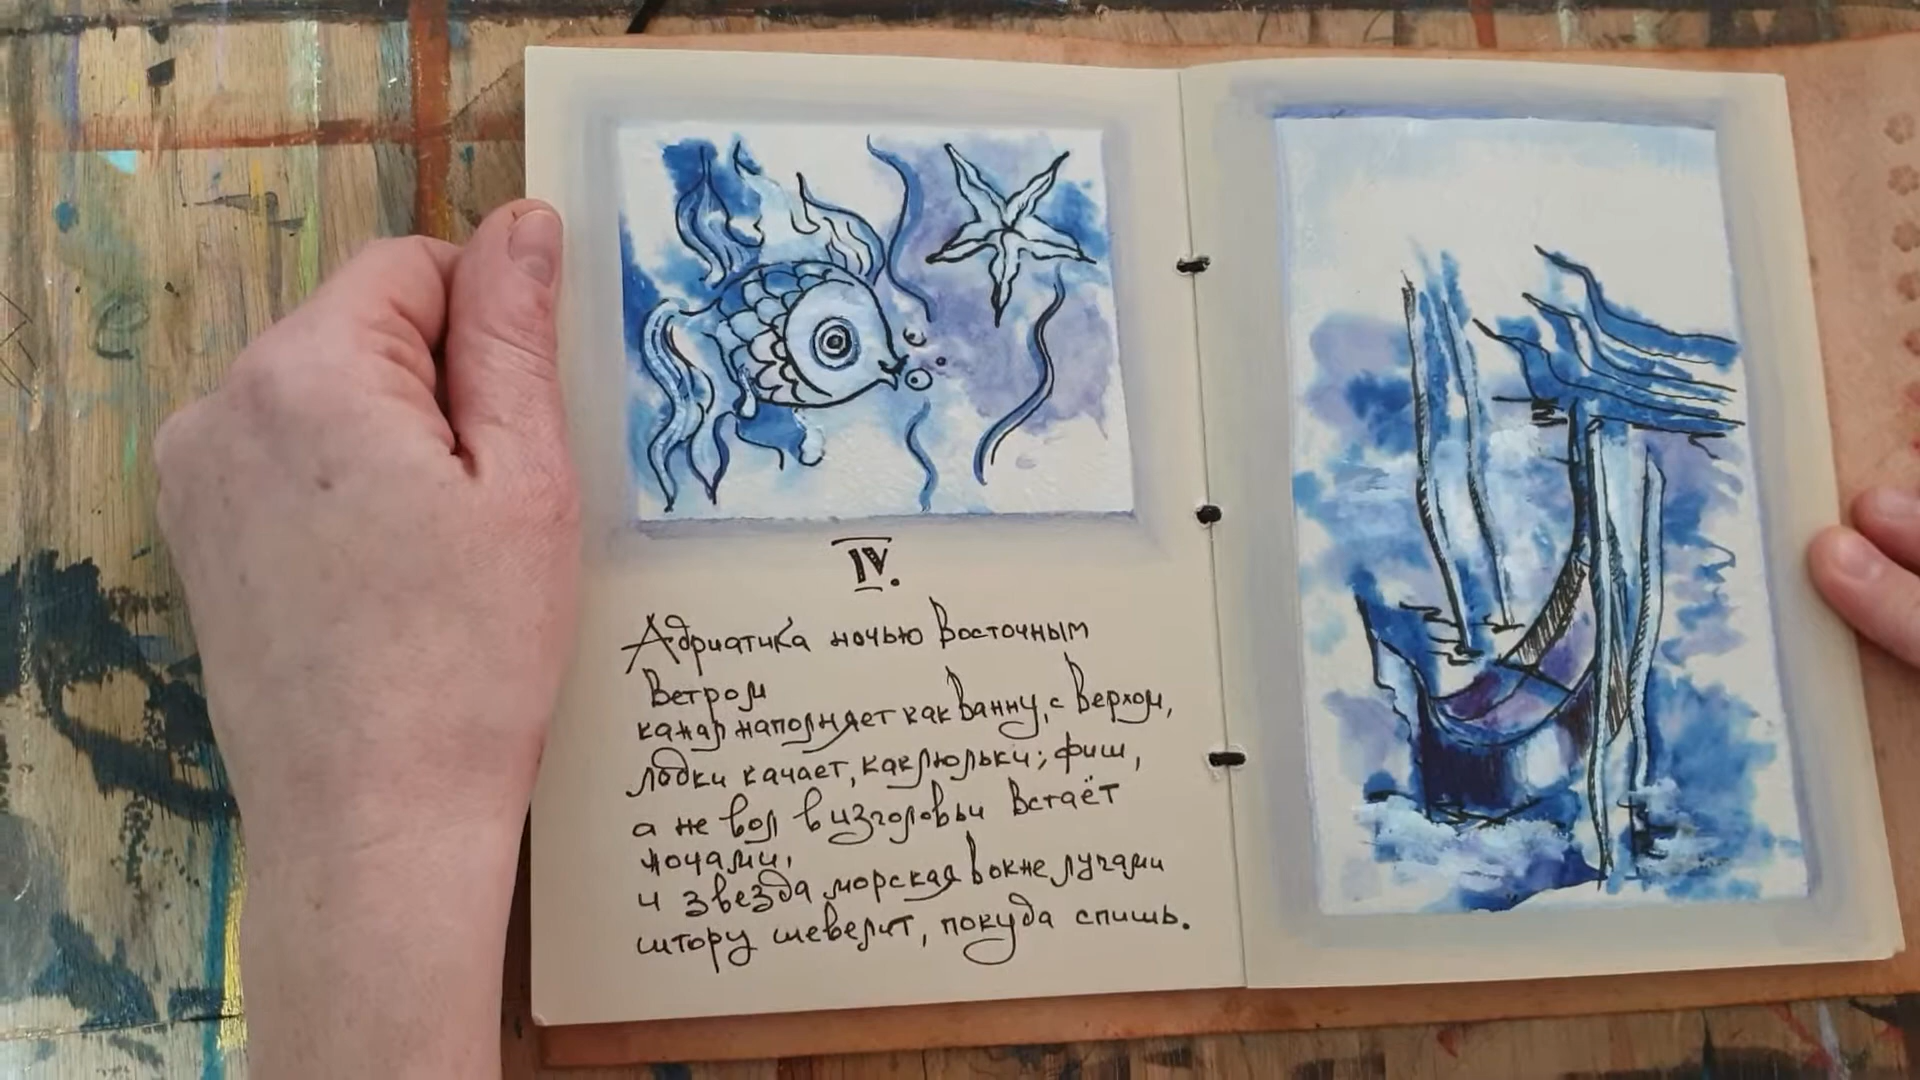 IV.
Адриатика ночью восточным
ветром
канал наполняет как ванну, с верхом,
лодки качает, как люльки; фиш,
а не вол в изголовьи встаёт
ночами,
и звезда морская в окне лучами
штору шевелит, покуда спишь.